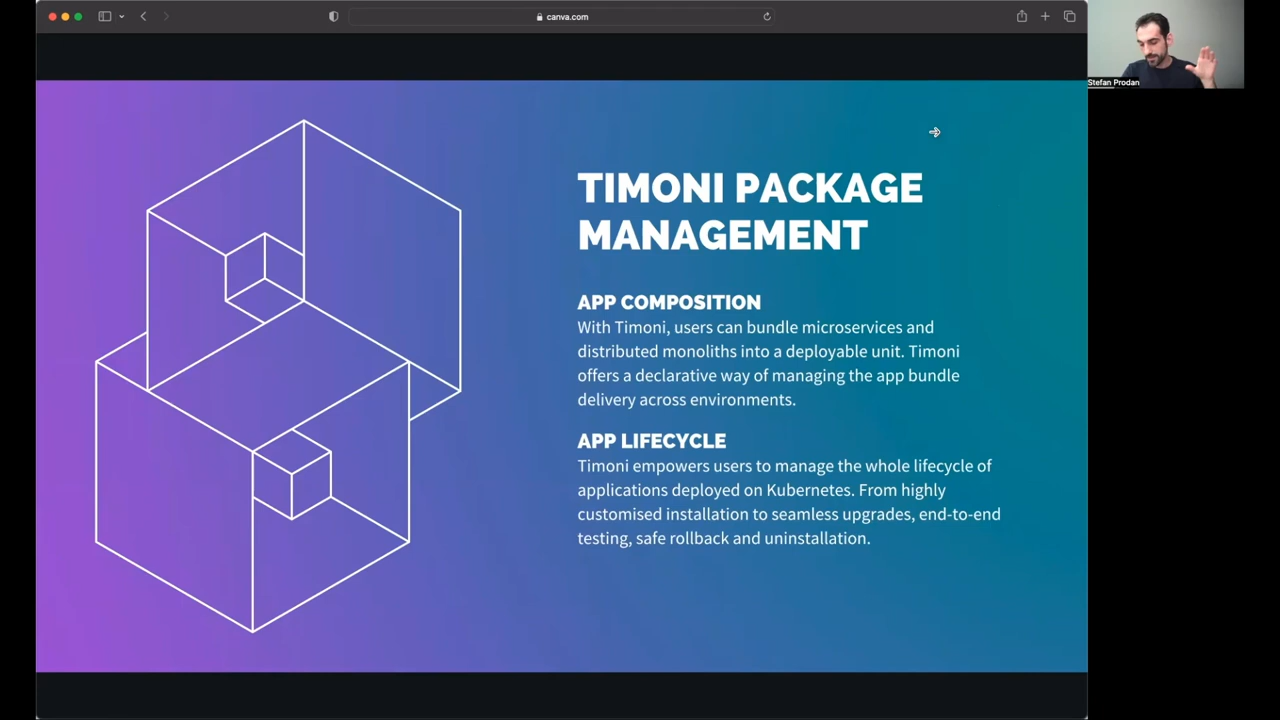 canva.com
Stefan Prodan
TIMONI PACKAGE
MANAGEMENT
APP COMPOSITION
With Timoni, users can bundle microservices and
distributed monoliths into a deployable unit. Timoni
offers a declarative way of managing the app bundle
delivery across environments.
APP LIFECYCLE
Timoni empowers users to manage the whole lifecycle of
applications deployed on Kubernetes. From highly
customised installation to seamless upgrades, end-to-end
testing, safe rollback and uninstallation.